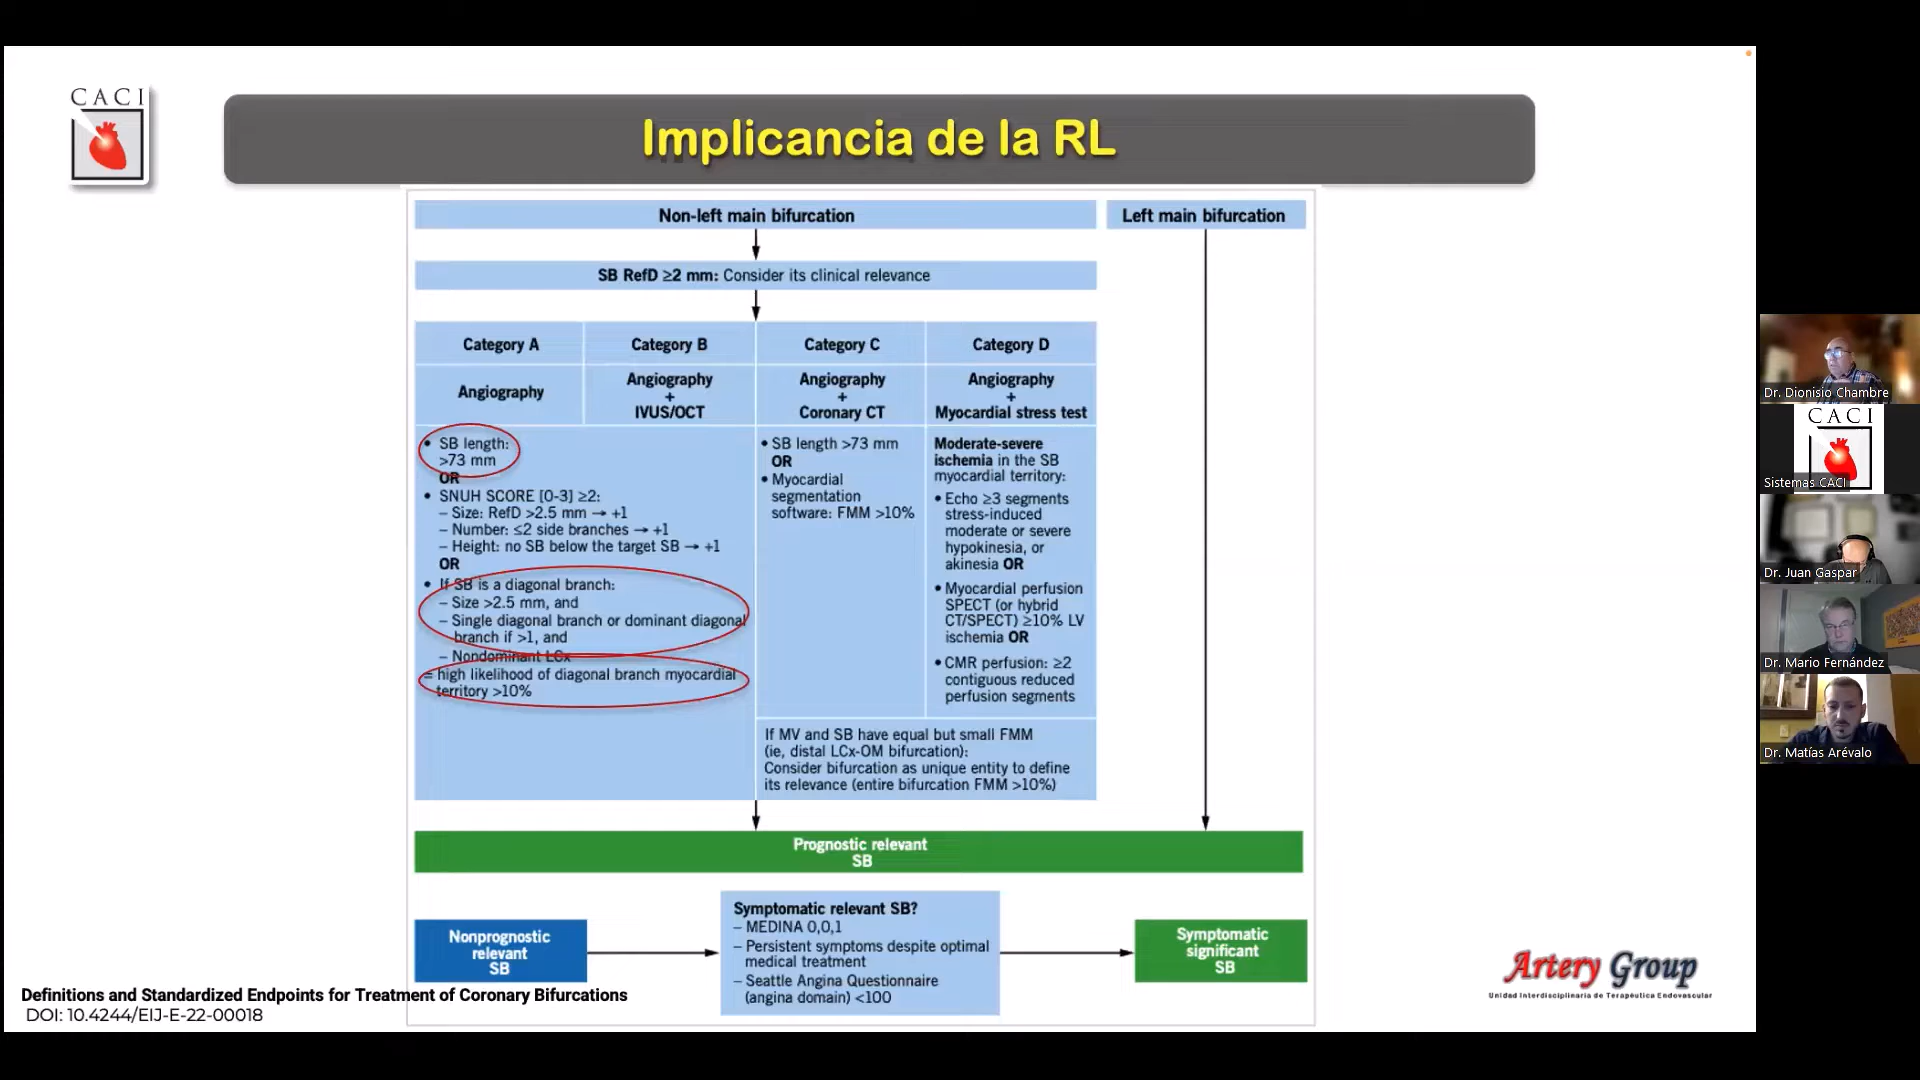 CACI
Implicancia de la RL
Non-left main bifurcation
Left main bifurcation
SB RefD ≥2 mm: Consider its clinical relevance
Category A
Category B
Category C
Category D
Angiography
Angiography
+
IVUS/OCT
Angiography
+
Coronary CT
Angiography
+
Myocardial stress test
• SB length:
>73 mm
OR
• SNUH SCORE [0-3] ≥2:
– Size: RefD >2.5 mm → +1
– Number: ≤2 side branches → +1
– Height: no SB below the target SB → +1
OR
• If SB is a diagonal branch:
– Size >2.5 mm, and
– Single diagonal branch or dominant diagonal
branch if >1, and
– Nondominant LCx
= high likelihood of diagonal branch myocardial
territory >10%
• SB length >73 mm
OR
• Myocardial
segmentation
software: FMM >10%
Moderate-severe
ischemia in the SB
myocardial territory:
• Echo ≥3 segments
stress-induced
moderate or severe
hypokinesia, or
akinesia OR
• Myocardial perfusion
SPECT (or hybrid
CT/SPECT) ≥10% LV
ischemia OR
• CMR perfusion: ≥2
contiguous reduced
perfusion segments
If MV and SB have equal but small FMM
(ie, distal LCx-OM bifurcation):
Consider bifurcation as unique entity to define
its relevance (entire bifurcation FMM >10%)
Prognostic relevant
SB
Nonprognostic
relevant
SB
Symptomatic relevant SB?
– MEDINA 0,0,1
– Persistent symptoms despite optimal
medical treatment
– Seattle Angina Questionnaire
(angina domain) <100
Symptomatic
significant
SB
Definitions and Standardized Endpoints for Treatment of Coronary Bifurcations
DOI: 10.4244/EIJ-E-22-00018
Artery Group
Unidad Interdisciplinaria de Terapéutica Endovascular
Dr. Dionisio Chambre
CACI
Sistemas CACI
Dr. Juan Gaspar
Dr. Mario Fernández
Dr. Matías Arévalo